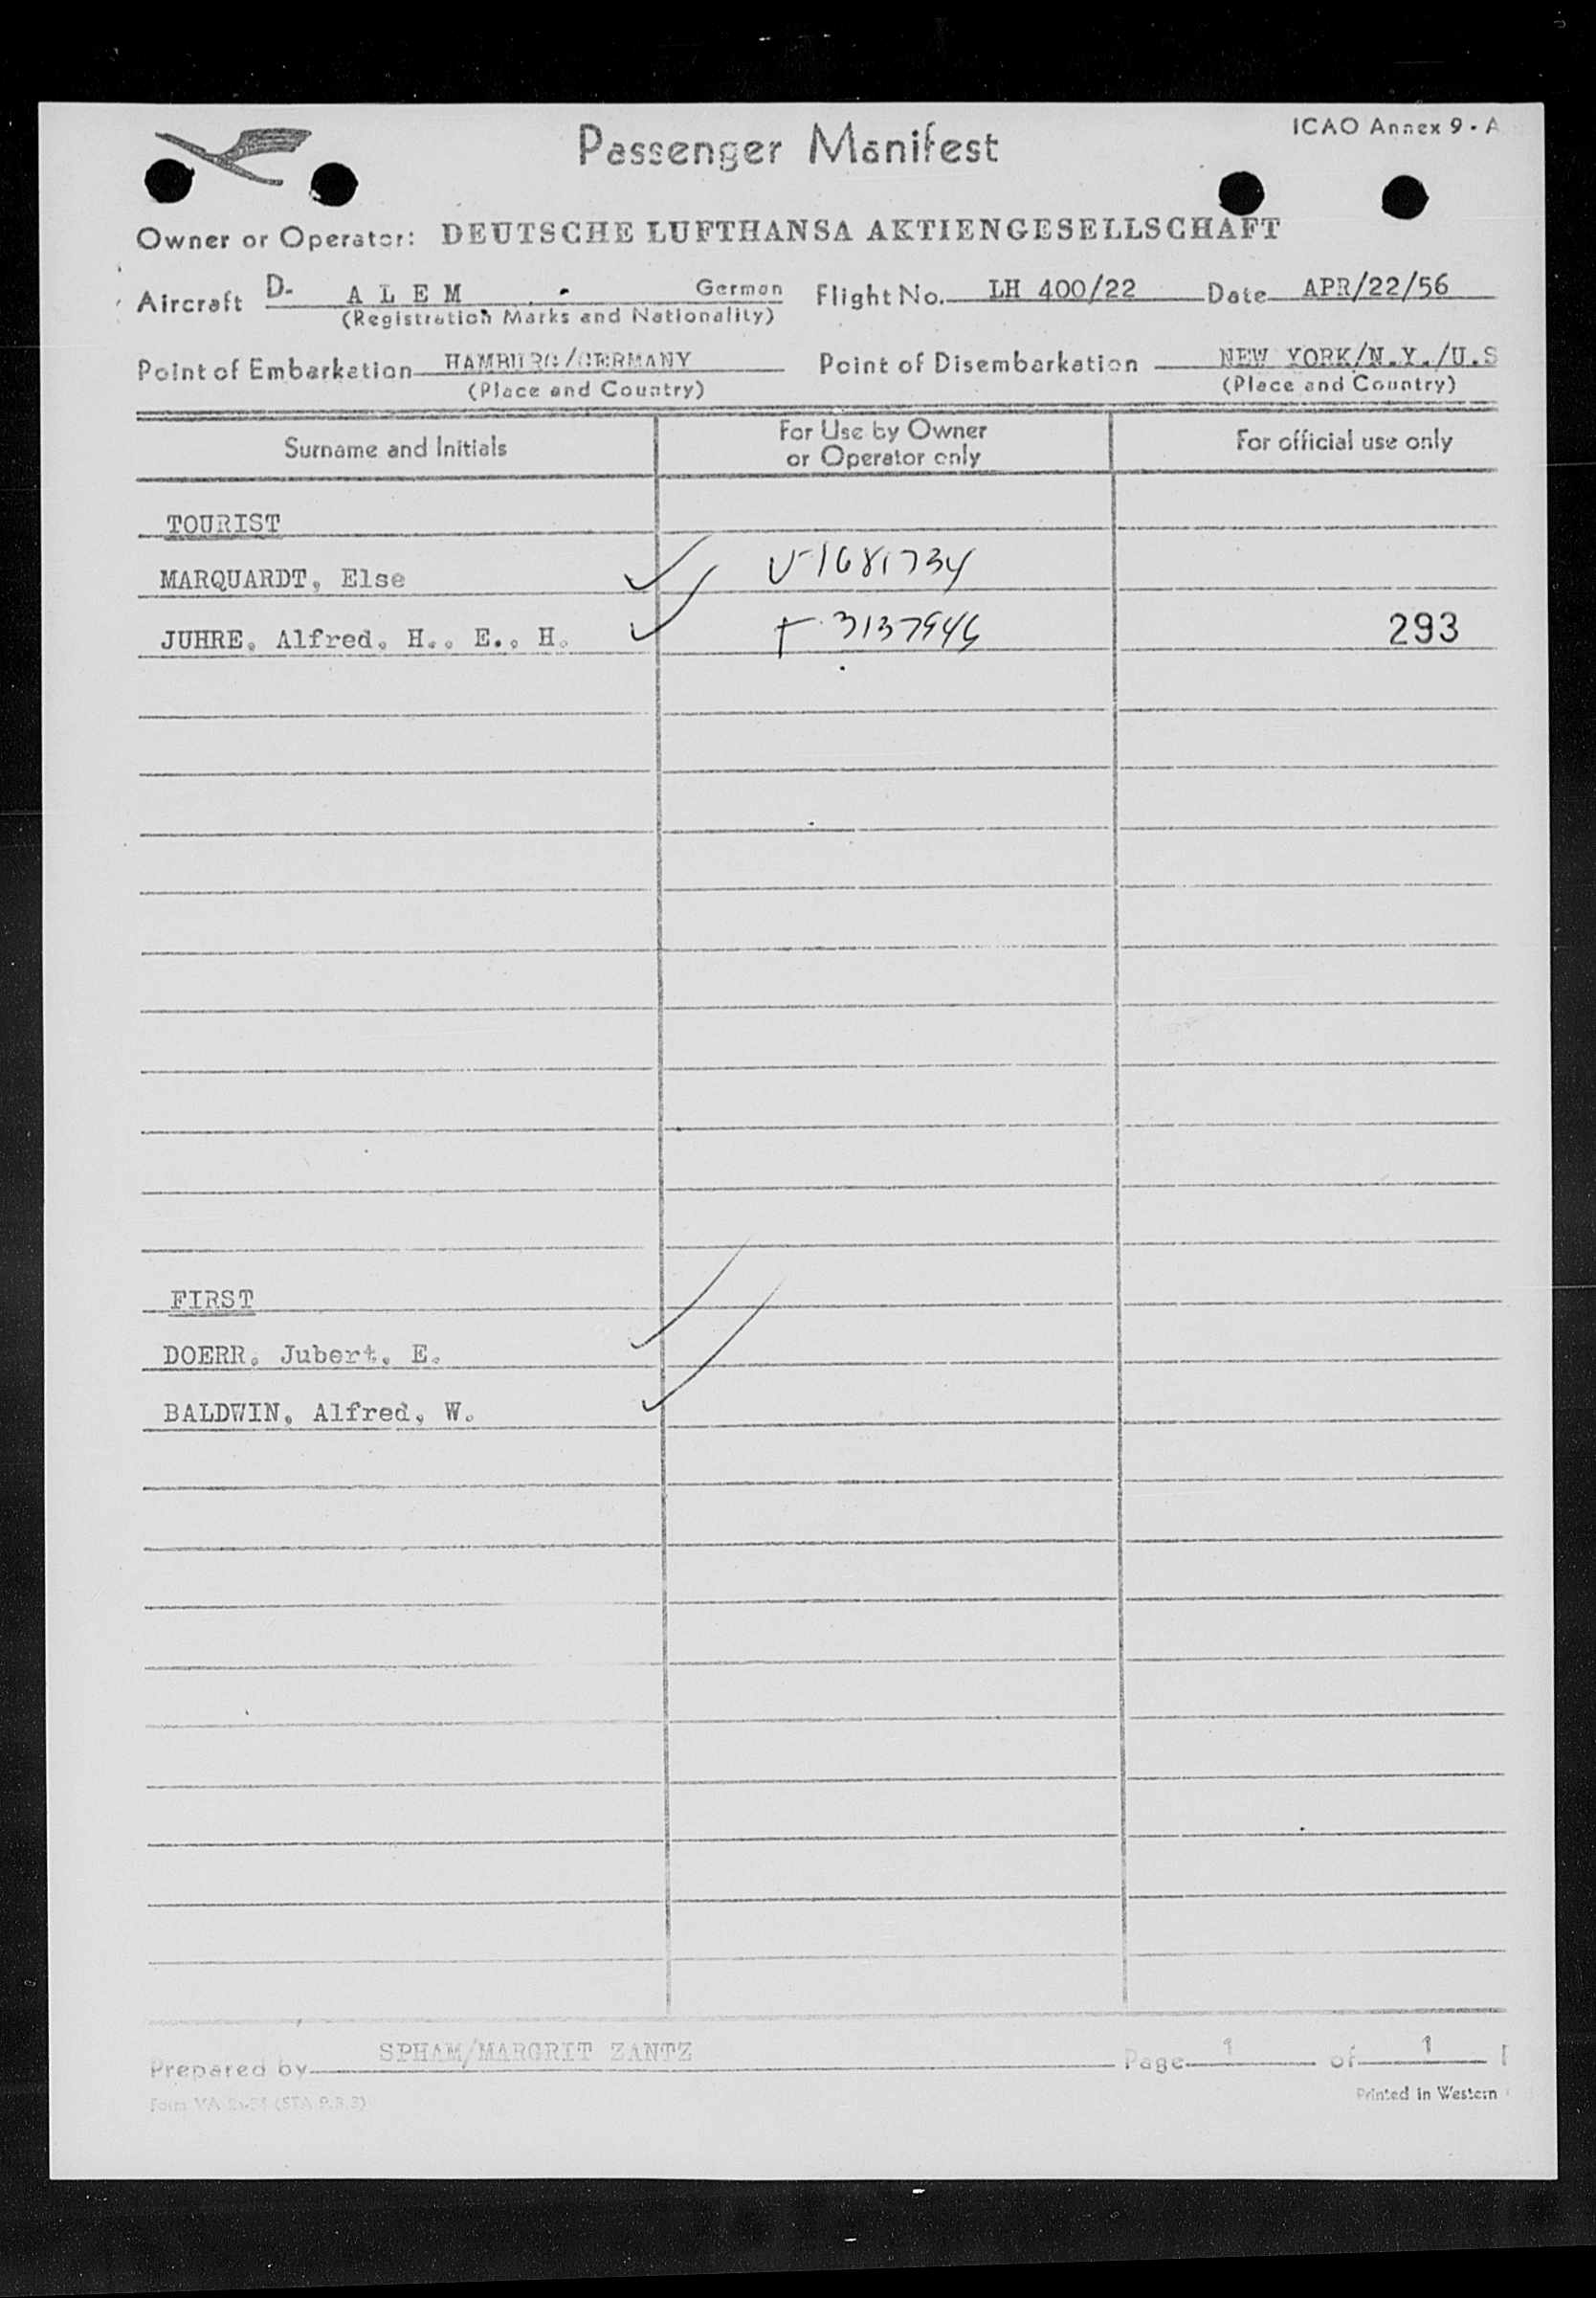 Passenger Manifest
ICAO Annex 9 - A
Owner or Operator: DEUTSCHE LUFTHANSA AKTIENGESELLSCHAFT
Aircraft D- A L E M German Flight No. LH 400/22 Date APR/22/56
(Registration Marks and Nationality)
Point of Embarkation HAMBURG/GERMANY Point of Disembarkation NEW YORK/N.Y./U.S
(Place and Country) (Place and Country)
Surname and Initials For Use by Owner or Operator only For official use only
TOURIST
MARQUARDT, Else V-1681734
JUHRE, Alfred, H., E., H. 293
FIRST
DOERR, Jubert, E.
BALDWIN, Alfred, W.
Prepared by SPHAM/MARGRIT ZANTZ Page 1 of 1
Printed in Western